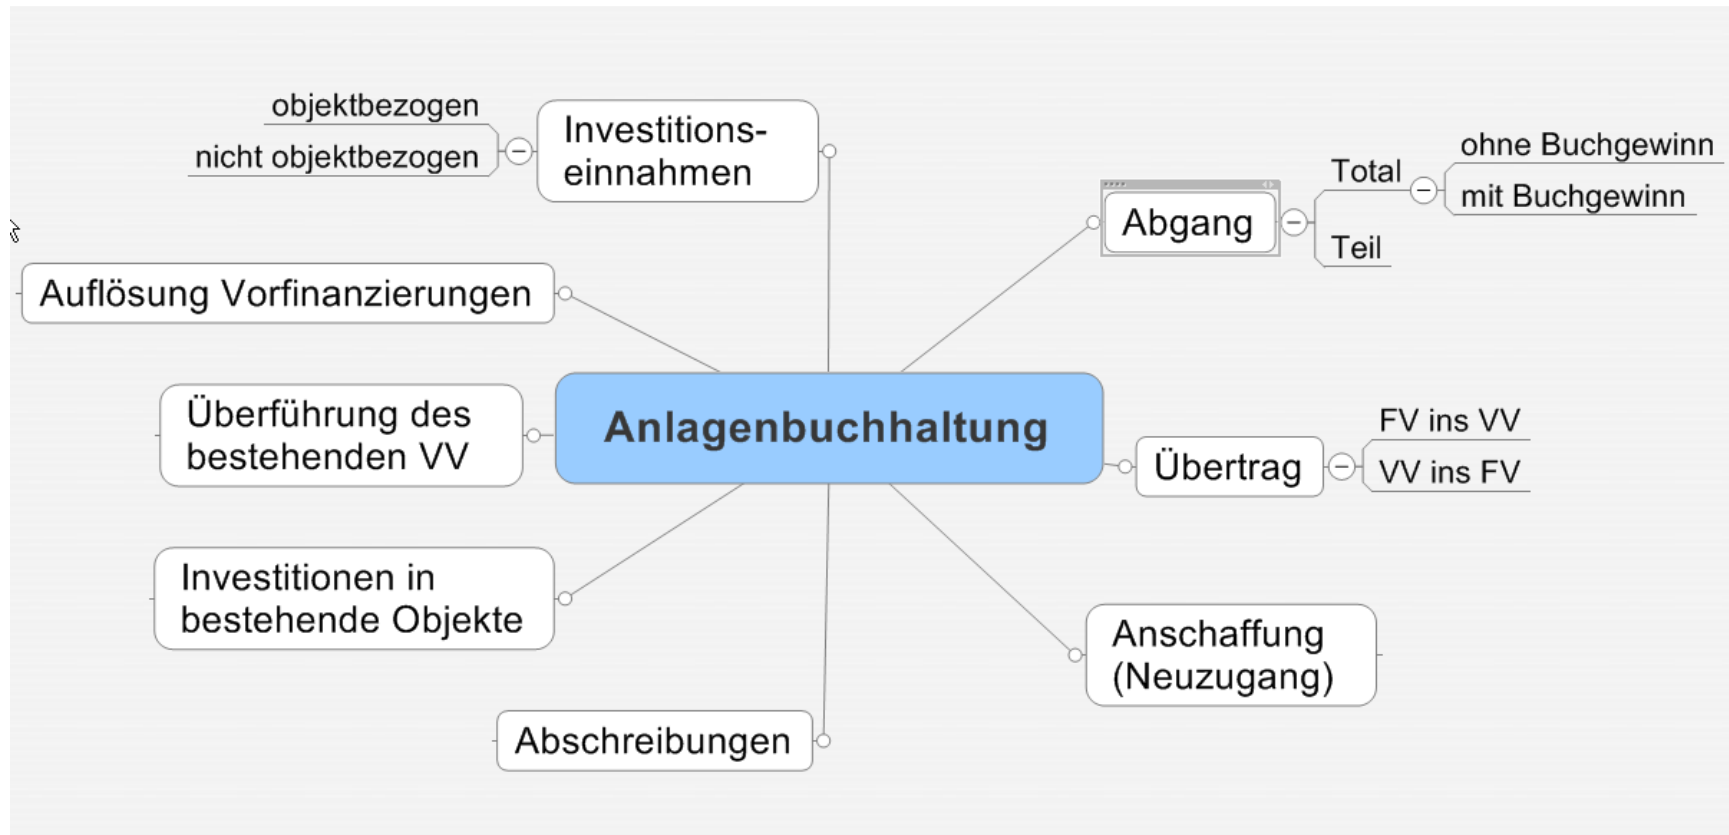 objektbezogen
nicht objektbezogen
Investitions-
einnahmen
Abgang
Total
ohne Buchgewinn
mit Buchgewinn
Teil
Auflösung Vorfinanzierungen
Überführung des
bestehenden VV
Anlagenbuchhaltung
Übertrag
FV ins VV
VV ins FV
Investitionen in
bestehende Objekte
Anschaffung
(Neuzugang)
Abschreibungen